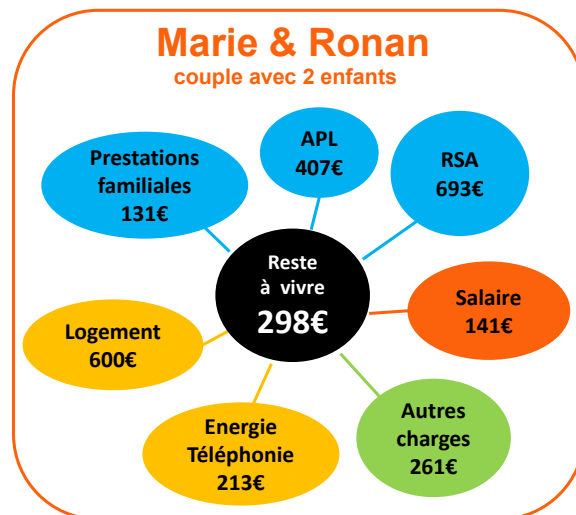 Marie & Ronan
couple avec 2 enfants
APL
407€
RSA
693€
Prestations
familiales
131€
Reste
à vivre
298€
Salaire
141€
Logement
600€
Autres
charges
261€
Energie
Téléphonie
213€